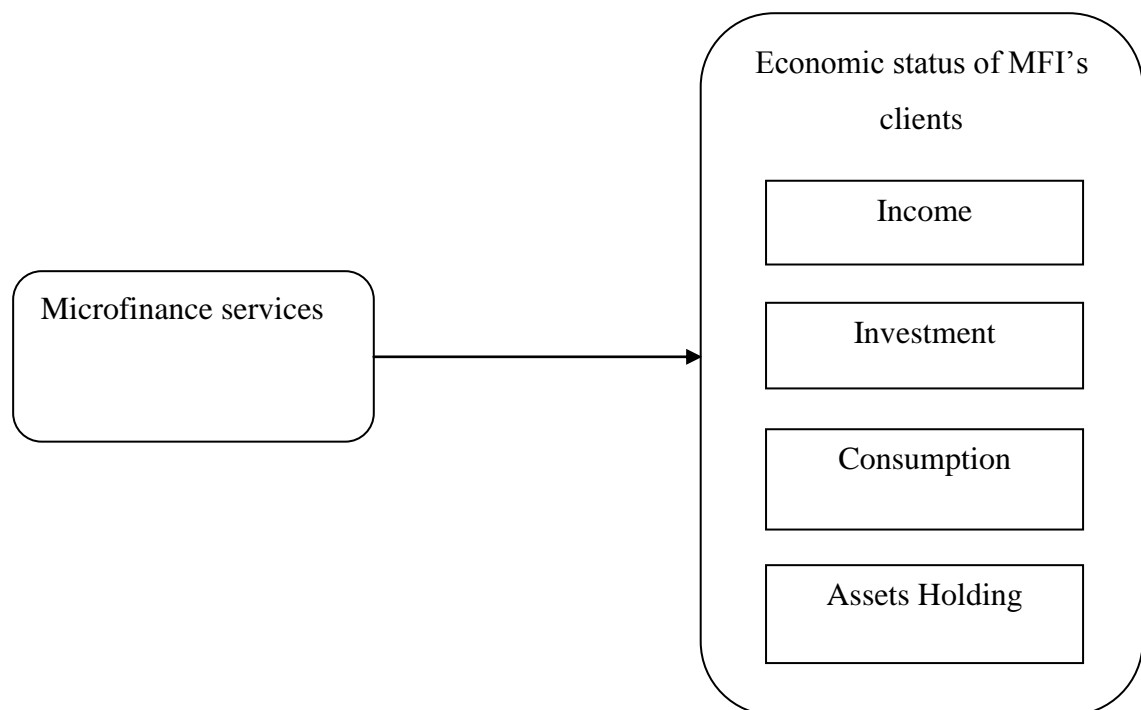 Economic status of MFI’s
clients
Income
Microfinance services
Investment
Consumption
Assets Holding